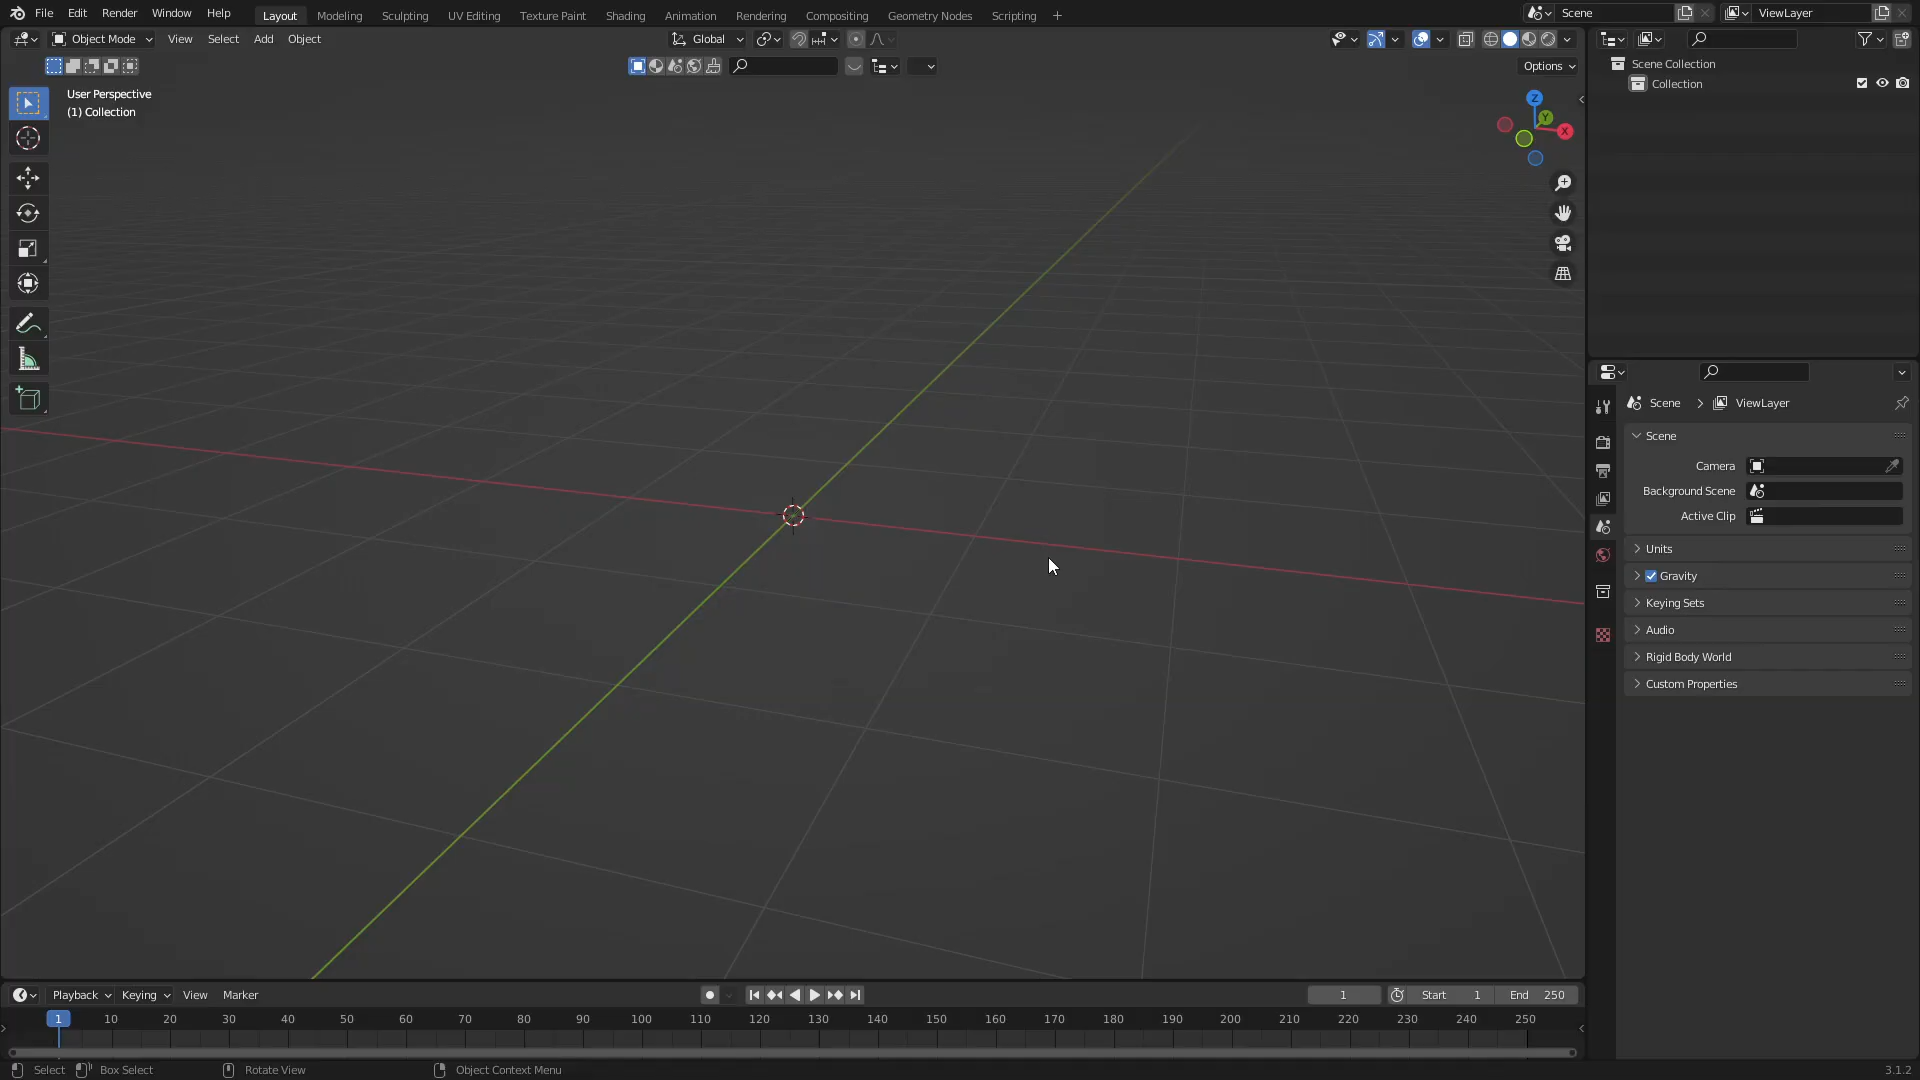 File Edit Render Window Help Layout Modeling Sculpting UV Editing Texture Paint Shading Animation Rendering Compositing Geometry Nodes Scripting + Scene ViewLayer
Object Mode View Select Add Object Global
Options
User Perspective
(1) Collection
Z
Y
X
Scene Collection
Collection
Scene > ViewLayer
Scene
Camera
Background Scene
Active Clip
Units
Gravity
Keying Sets
Audio
Rigid Body World
Custom Properties
Playback Keying View Marker 1 Start 1 End 250
1 10 20 30 40 50 60 70 80 90 100 110 120 130 140 150 160 170 180 190 200 210 220 230 240 250
Select Box Select Rotate View Object Context Menu 3.1.2